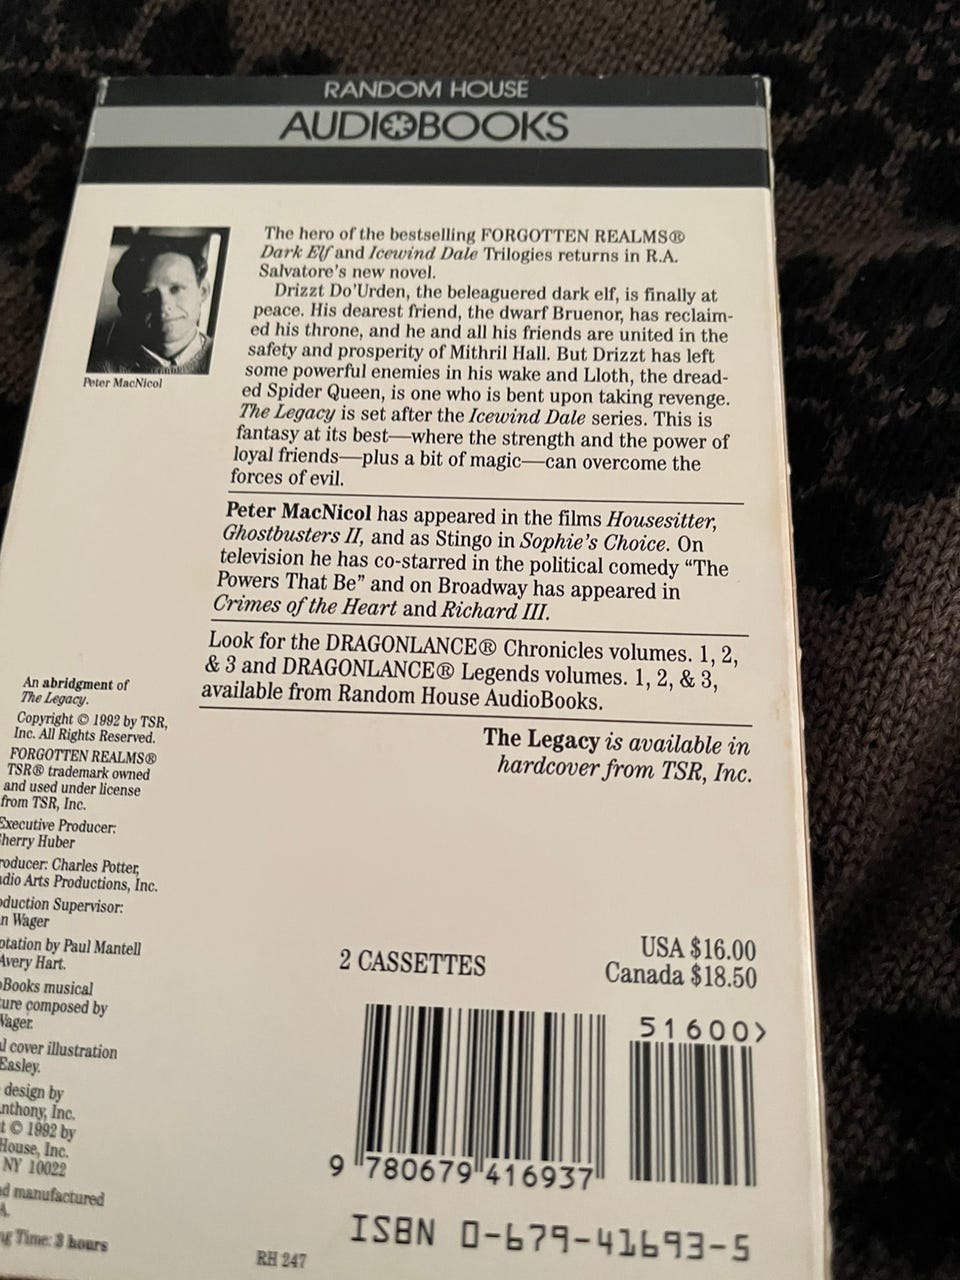 RANDOM HOUSE
AUDIOBOOKS
Peter MacNicol
The hero of the bestselling FORGOTTEN REALMS®
Dark Elf and Icewind Dale Trilogies returns in R.A.
Salvatore's new novel.
Drizzt Do'Urden, the beleaguered dark elf, is finally at
peace. His dearest friend, the dwarf Bruenor, has reclaim-
ed his throne, and he and all his friends are united in the
safety and prosperity of Mithril Hall. But Drizzt has left
some powerful enemies in his wake and Lloth, the dread-
ed Spider Queen, is one who is bent upon taking revenge.
The Legacy is set after the Icewind Dale series. This is
fantasy at its best—where the strength and the power of
loyal friends—plus a bit of magic—can overcome the
forces of evil.
Peter MacNicol has appeared in the films Housesitter,
Ghostbusters II, and as Stingo in Sophie's Choice. On
television he has co-starred in the political comedy "The
Powers That Be" and on Broadway has appeared in
Crimes of the Heart and Richard III.
Look for the DRAGONLANCE® Chronicles volumes. 1, 2,
& 3 and DRAGONLANCE® Legends volumes. 1, 2, & 3,
available from Random House AudioBooks.
The Legacy is available in
hardcover from TSR, Inc.
An abridgment of
The Legacy.
Copyright © 1992 by TSR,
Inc. All Rights Reserved.
FORGOTTEN REALMS®
TSR® trademark owned
and used under license
from TSR, Inc.
Executive Producer:
Sherry Huber
roducer: Charles Potter,
dio Arts Productions, Inc.
duction Supervisor:
n Wager
ptation by Paul Mantell
Avery Hart.
Books musical
ture composed by
Wager.
l cover illustration
Easley.
design by
nthony, Inc.
t © 1992 by
House, Inc.
NY 10022
d manufactured
A.
g Time: 3 hours
2 CASSETTES
USA $16.00
Canada $18.50
51600>
9 780679 416937
ISBN 0-679-41693-5
RH 247